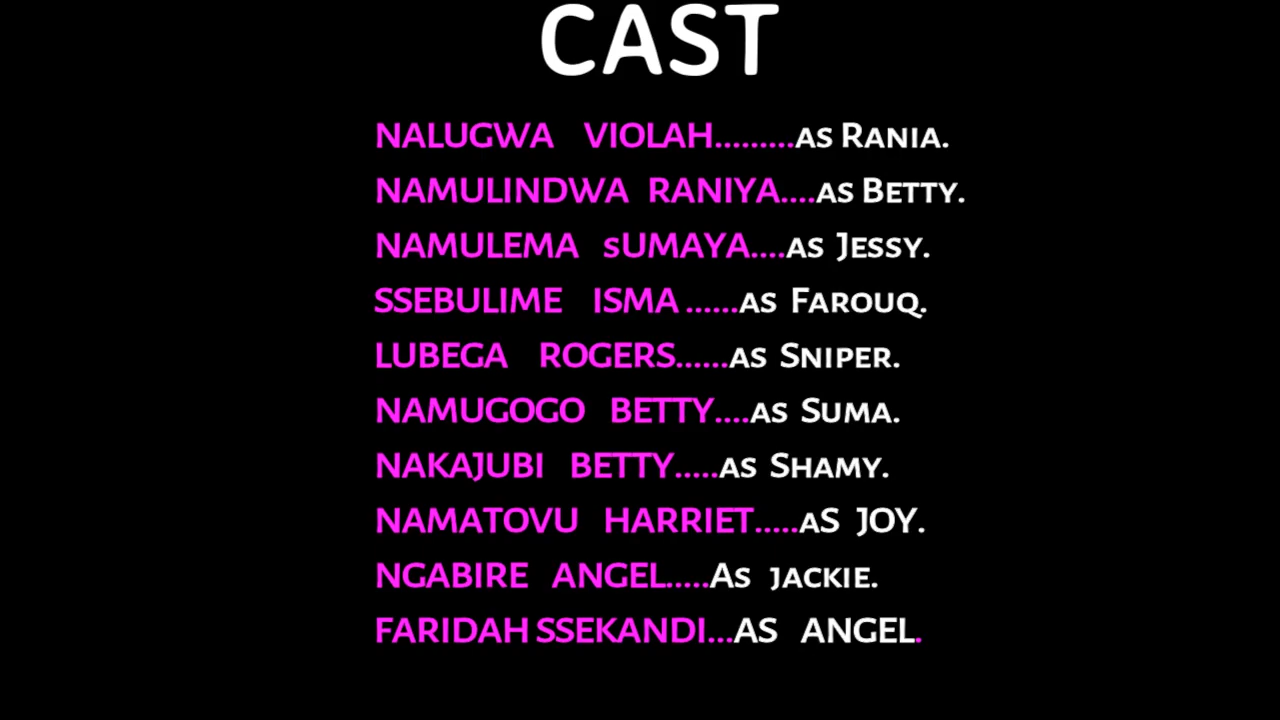 CAST
NALUGWA VIOLAH.........as Rania.
NAMULINDWA RANIYA....as Betty.
NAMULEMA sUMAYA....as Jessy.
SSEBULIME ISMA ......as Farouq.
LUBEGA ROGERS......as Sniper.
NAMUGOGO BETTY....as Suma.
NAKAJUBI BETTY.....as Shamy.
NAMATOVU HARRIET.....aS JOY.
NGABIRE ANGEL.....As jackie.
FARIDAH SSEKANDI...AS ANGEL.